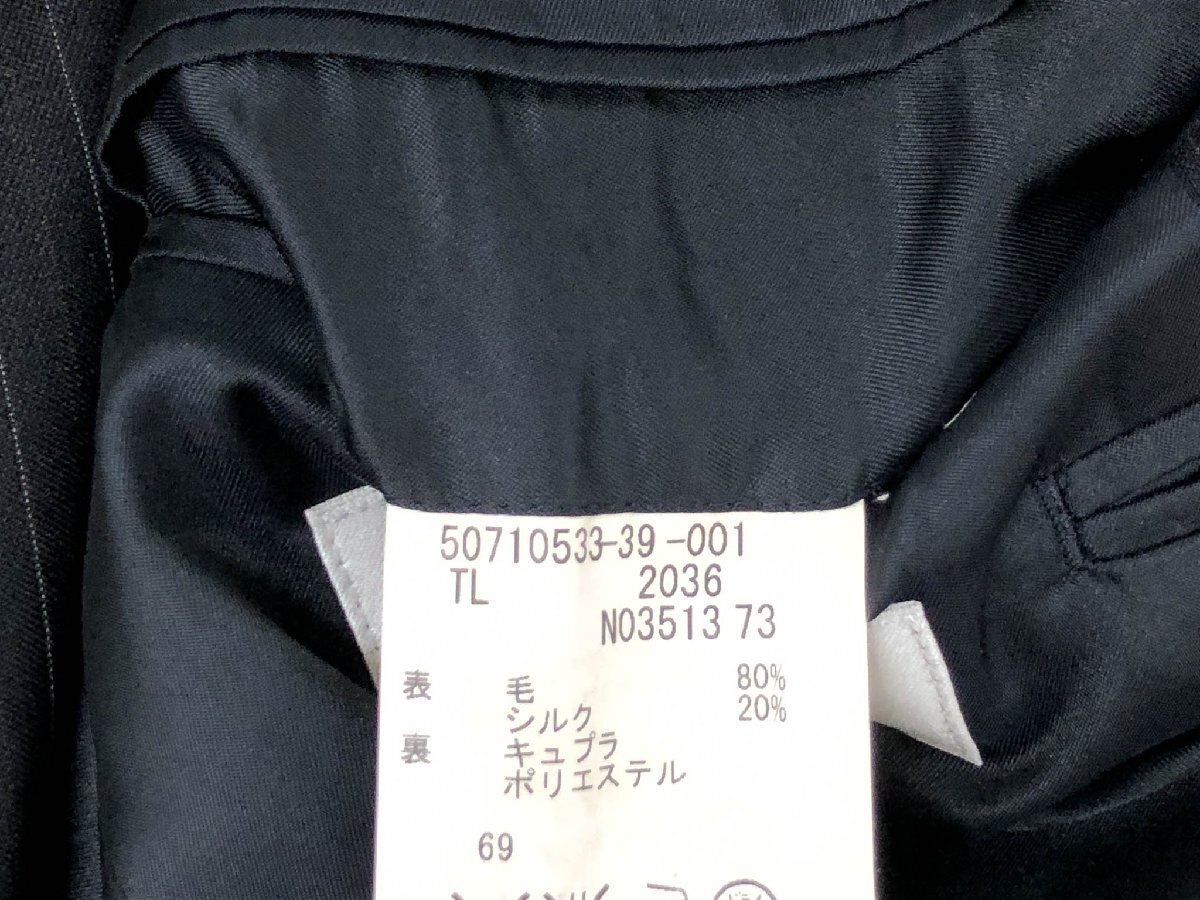 50710533-39-001
TL 2036
NO3513 73
表 毛 80%
シルク 20%
裏 キュプラ
ポリエステル
69